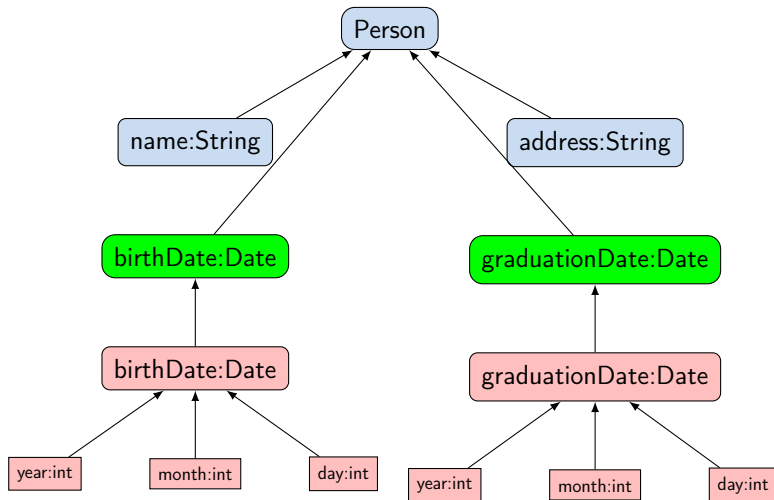 Person
name:String
address:String
birthDate:Date
graduationDate:Date
birthDate:Date
graduationDate:Date
year:int
month:int
day:int
year:int
month:int
day:int